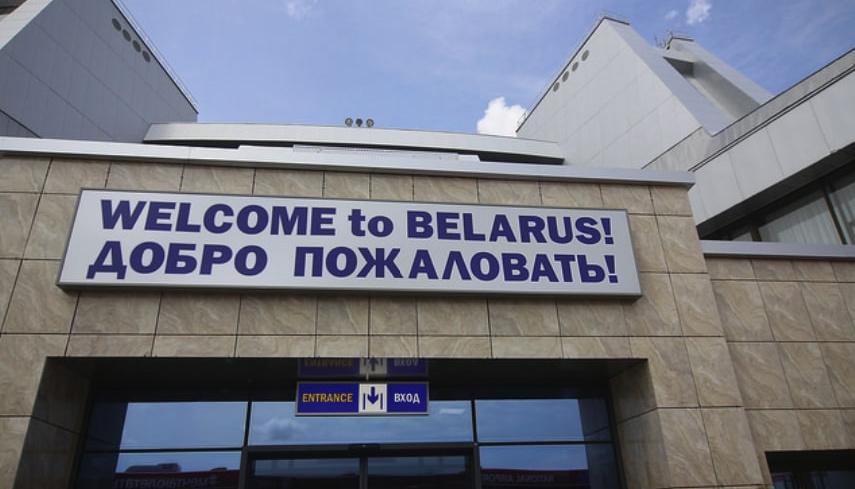 WELCOME to BELARUS!
ДОБРО ПОЖАЛОВАТЬ!
ENTRANCE ВХОД